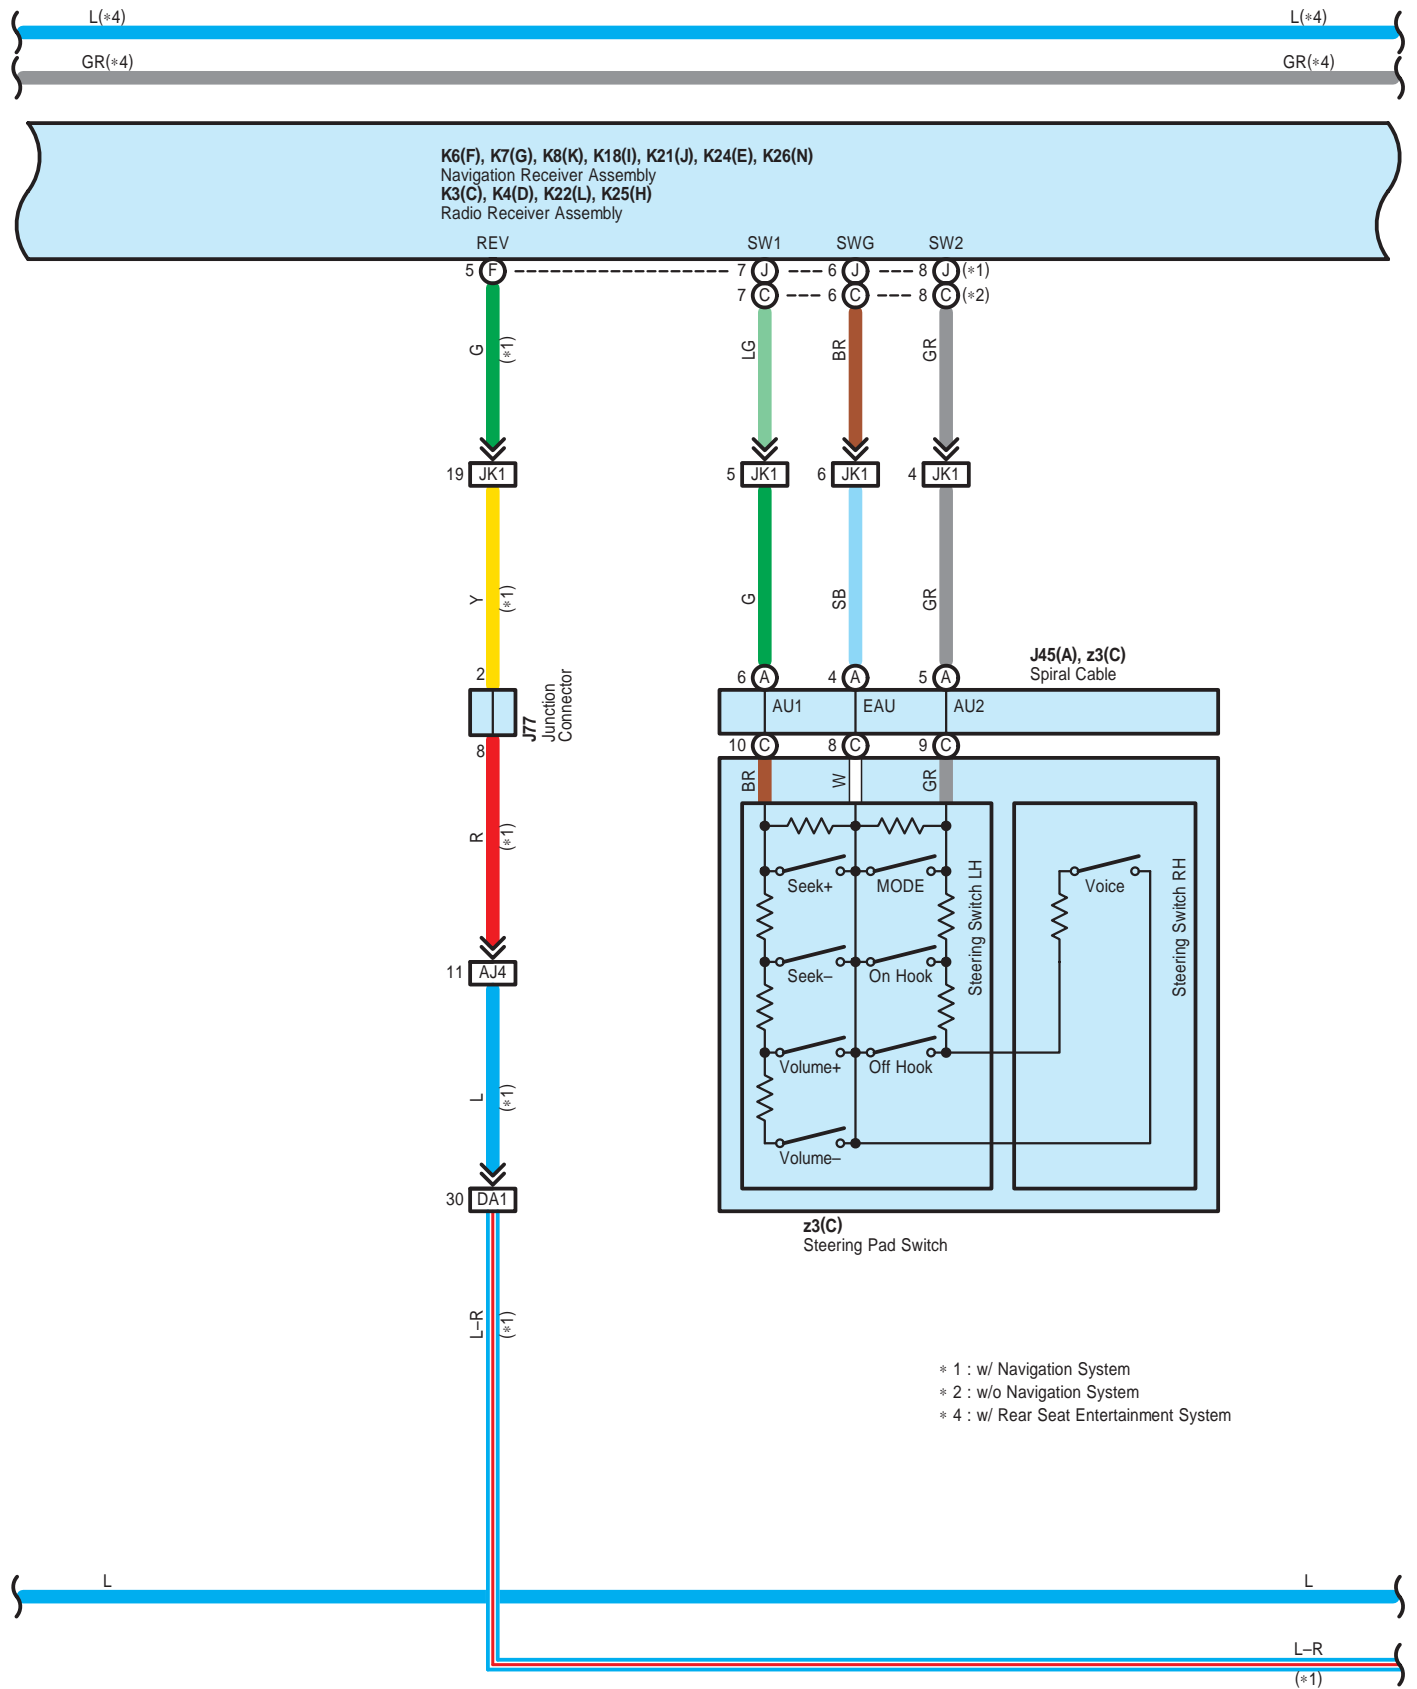 L(*4) L(*4)
GR(*4) GR(*4)
K6(F), K7(G), K8(K), K18(I), K21(J), K24(E), K26(N)
Navigation Receiver Assembly
K3(C), K4(D), K22(L), K25(H)
Radio Receiver Assembly
REV SW1 SWG SW2
5 F 7 J 6 J 8 J (*1)
7 C 6 C 8 C (*2)
G (*1) LG BR GR
19 JK1 5 JK1 6 JK1 4 JK1
Y (*1) G SB GR
J45(A), z3(C)
Spiral Cable
2 6 A 4 A 5 A
J77
Junction
Connector
AU1 EAU AU2
8 10 C 8 C 9 C
BR W GR
R (*1)
Seek+ MODE Voice
Steering Switch LH
Steering Switch RH
11 AJ4 Seek– On Hook
Volume+ Off Hook
L (*1)
Volume–
30 DA1
z3(C)
Steering Pad Switch
L–R (*1)
* 1 : w/ Navigation System
* 2 : w/o Navigation System
* 4 : w/ Rear Seat Entertainment System
L L
L–R
(*1)